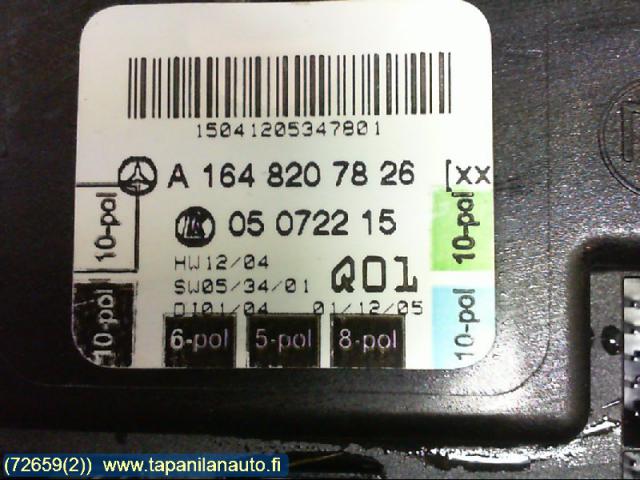 15041205347801
A 164 820 78 26 [xx
05 0722 15
HW12/04
SW05/34/01
Q01
D101/04 01/12/05
10-pol
10-pol
10-pol
10-pol
6-pol 5-pol 8-pol
(72659(2)) www.tapanilanauto.fi